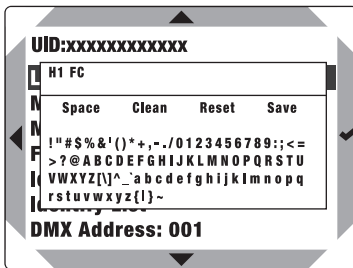 UID:xxxxxxxxxxxx
H1 FC
Space Clean Reset Save
!"#$%&'()*+,-./0123456789:;<=
>?@ABCDEFGHIJKLMNOPQRSTU
VWXYZ[\]^_`abcdefghijklmnopq
rstuvwxyz{|}~
DMX Address: 001